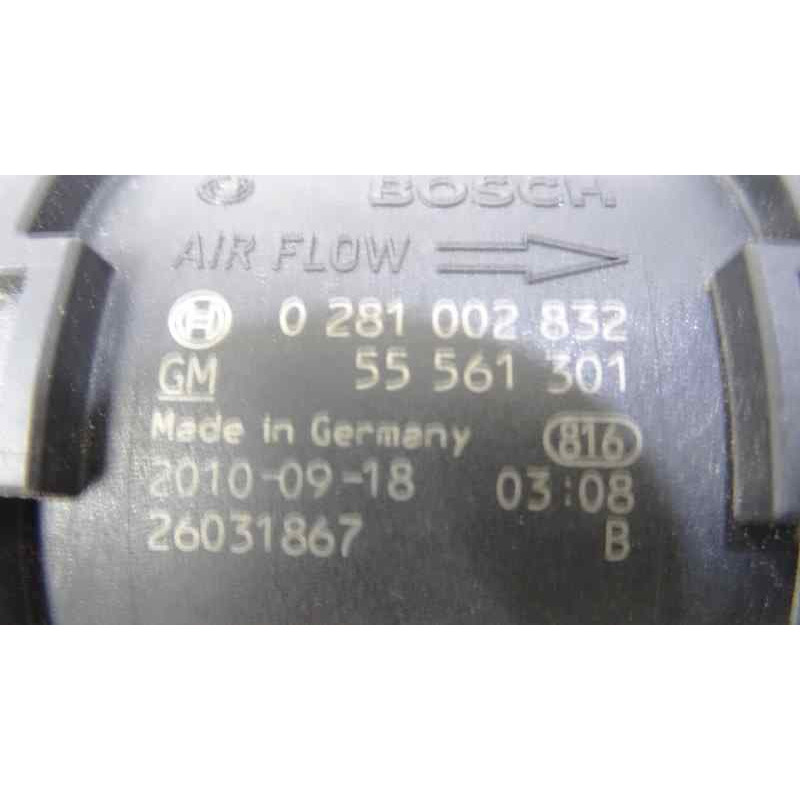 BOSCH
AIR FLOW
0 281 002 832
GM 55 561 301
Made in Germany 816
2010-09-18 03:08
26031867 B